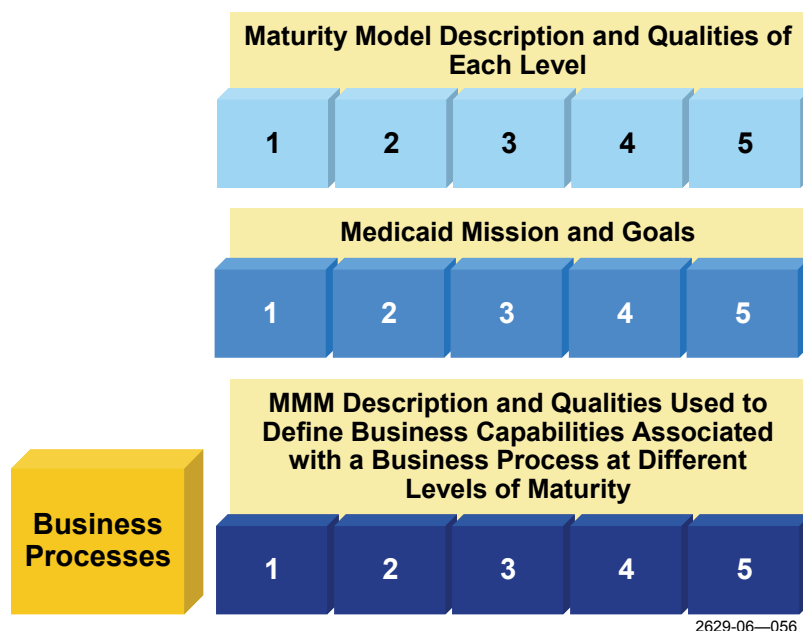 Maturity Model Description and Qualities of
Each Level
1 2 3 4 5
Medicaid Mission and Goals
1 2 3 4 5
MMM Description and Qualities Used to
Define Business Capabilities Associated
with a Business Process at Different
Levels of Maturity
Business
Processes
1 2 3 4 5
2629-06—056